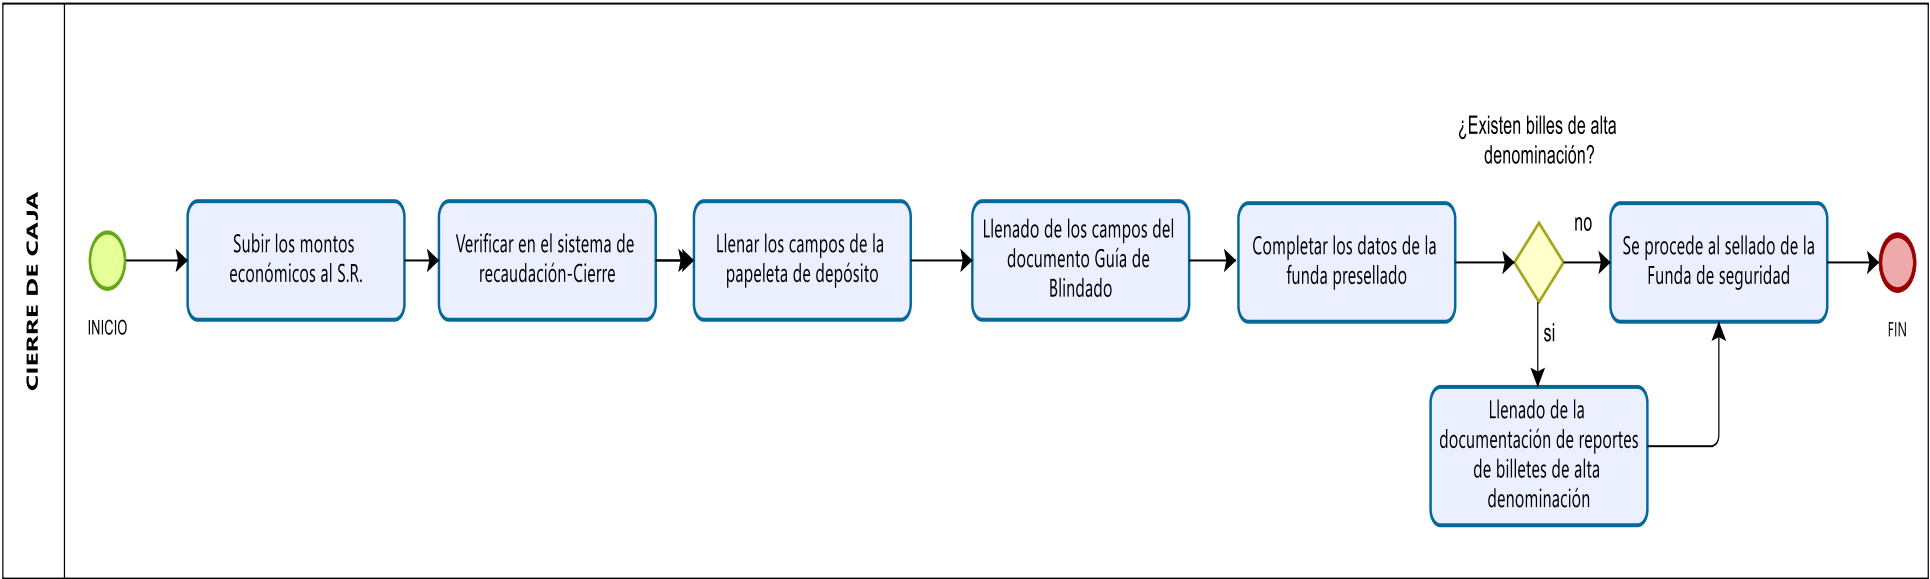 CIERRE DE CAJA
INICIO
Subir los montos
económicos al S.R.
Verificar en el sistema de
recaudación-Cierre
Llenar los campos de la
papeleta de depósito
Llenado de los campos del
documento Guía de
Blindado
Completar los datos de la
funda presellado
¿Existen billes de alta
denominación?
no
si
Se procede al sellado de la
Funda de seguridad
FIN
Llenado de la
documentación de reportes
de billetes de alta
denominación